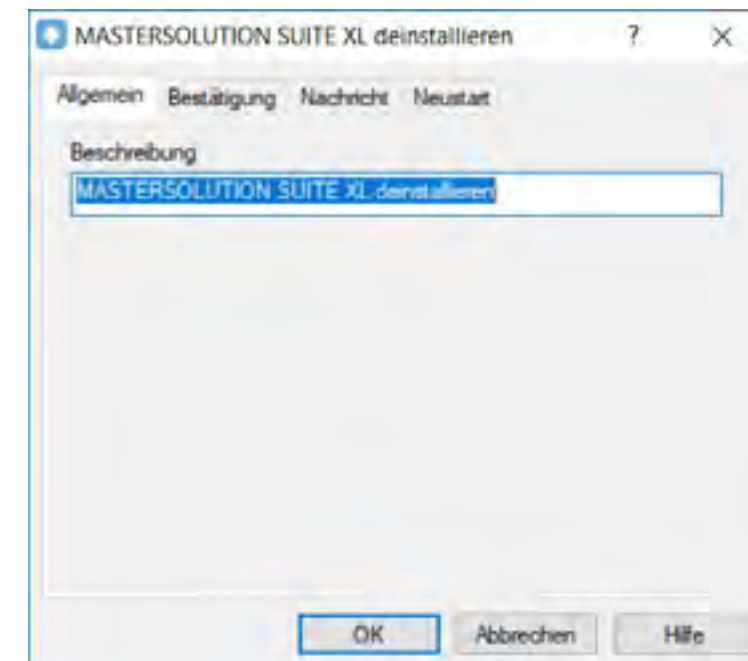 MASTERSOLUTION SUITE XL deinstallieren ? ×
Allgemein Bestätigung Nachricht Neustart
Beschreibung
MASTERSOLUTION SUITE XL deinstallieren
OK Abbrechen Hilfe